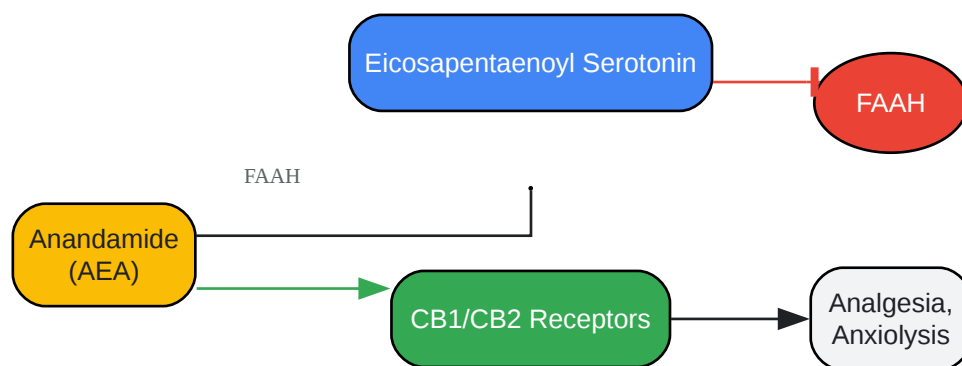 Eicosapentaenoyl Serotonin
FAAH
FAAH
Anandamide
(AEA)
CB1/CB2 Receptors
Analgesia,
Anxiolysis